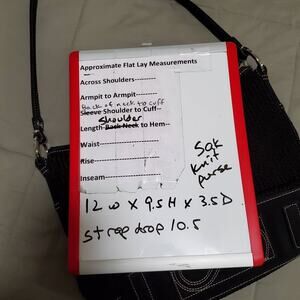 Approximate Flat Lay Measurements
Across Shoulders---------
Armpit to Armpit---------
Back of neck to cuff
Sleeve Shoulder to Cuff--
shoulder
Length Back Neck to Hem--
Waist---------
Rise---------
Inseam---------
Sak
knit
purse
12 W X 9.5 H X 3.5 D
strap drop 10.5